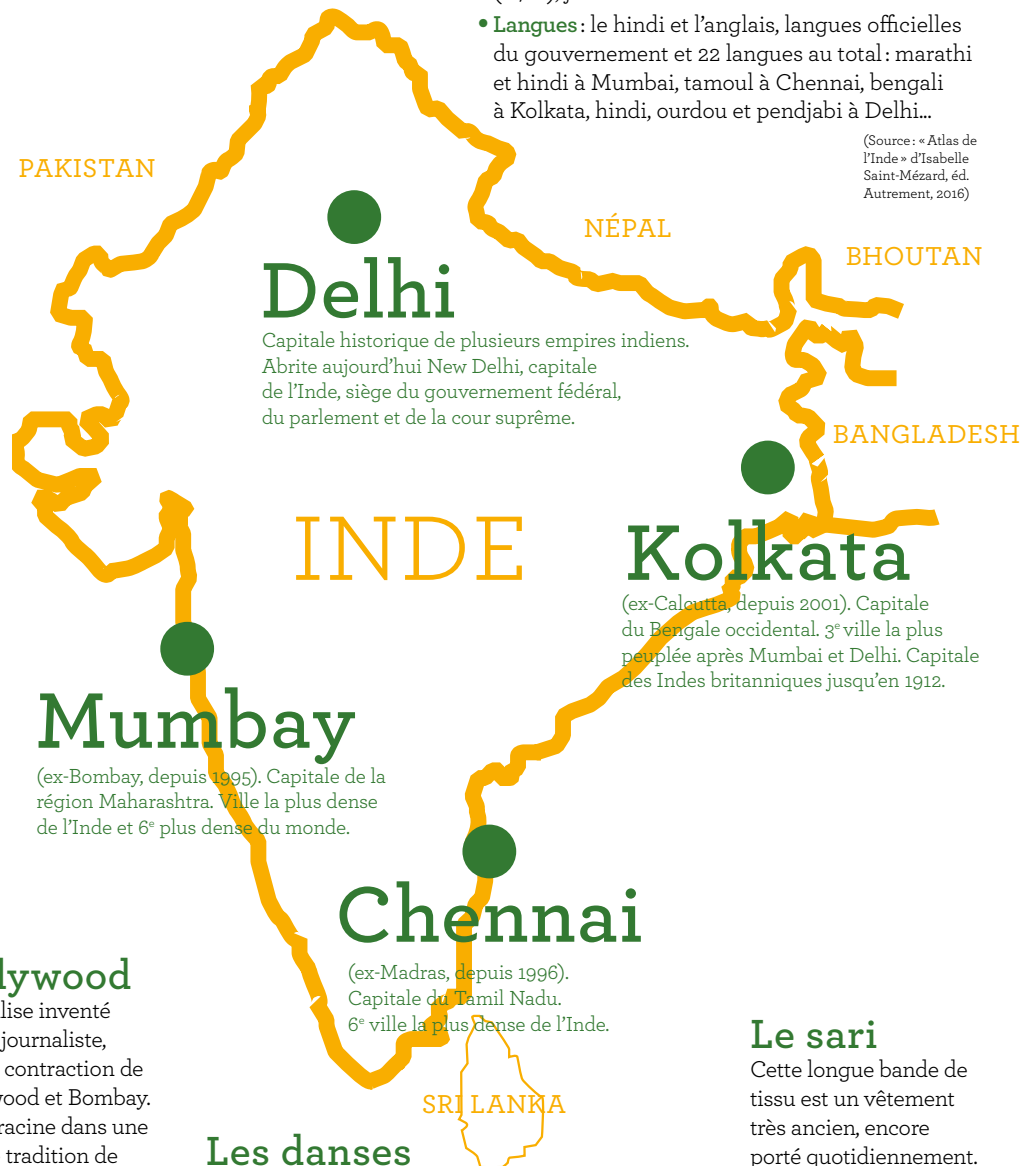 • Langues : le hindi et l’anglais, langues officielles
du gouvernement et 22 langues au total : marathi
et hindi à Mumbai, tamoul à Chennai, bengali
à Kolkata, hindi, ourdou et pendjabi à Delhi...
(Source : « Atlas de
l’Inde » d’Isabelle
Saint-Mézard, éd.
Autrement, 2016)
PAKISTAN
NÉPAL
BHOUTAN
Delhi
Capitale historique de plusieurs empires indiens.
Abrite aujourd’hui New Delhi, capitale
de l’Inde, siège du gouvernement fédéral,
du parlement et de la cour suprême.
BANGLADESH
INDE
Kolkata
(ex-Calcutta, depuis 2001). Capitale
du Bengale occidental. 3e ville la plus
peuplée après Mumbai et Delhi. Capitale
des Indes britanniques jusqu’en 1912.
Mumbay
(ex-Bombay, depuis 1995). Capitale de la
région Maharashtra. Ville la plus dense
de l’Inde et 6e plus dense du monde.
Chennai
(ex-Madras, depuis 1996).
Capitale du Tamil Nadu.
6e ville la plus dense de l’Inde.
SRI LANKA
lywood
lise inventé
journaliste,
contraction de
ood et Bombay.
racine dans une
tradition de
Les danses
Le sari
Cette longue bande de
tissu est un vêtement
très ancien, encore
porté quotidiennement.